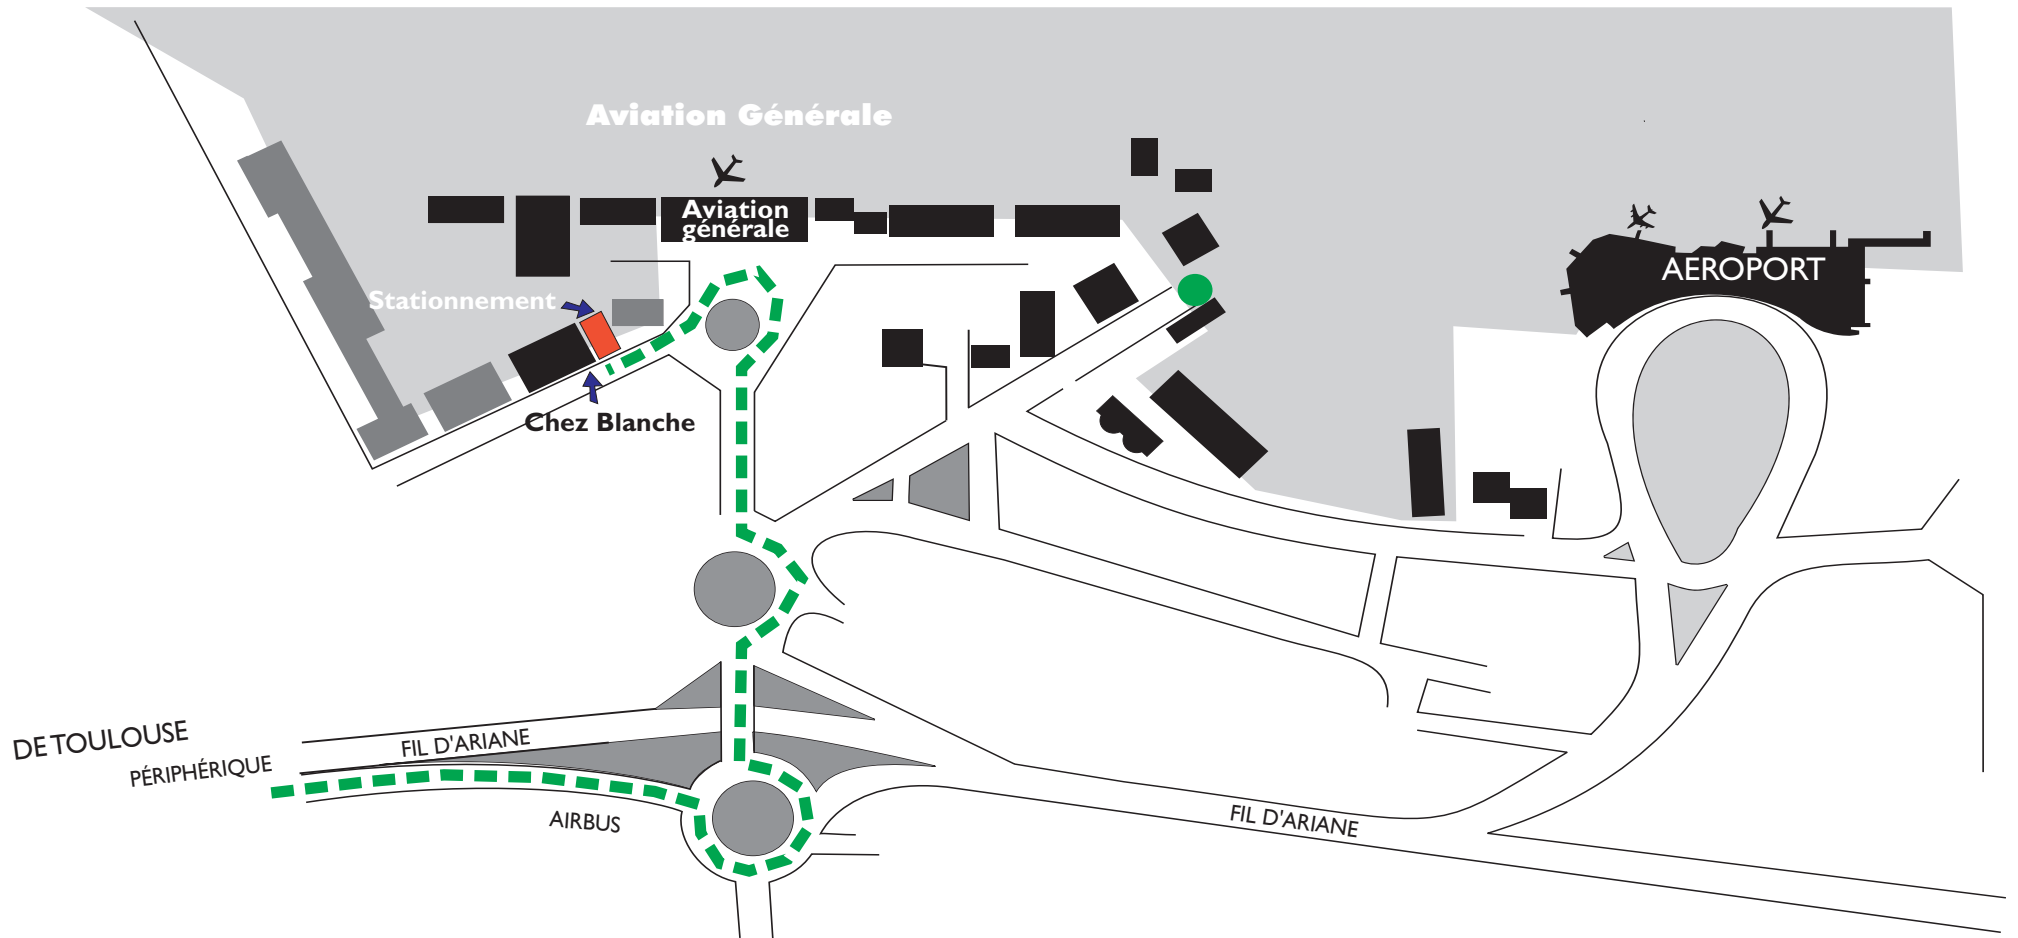 Aviation Générale
Aviation
générale
AEROPORT
Stationnement
Chez Blanche
DE TOULOUSE
FIL D'ARIANE
PÉRIPHÉRIQUE
AIRBUS
FIL D'ARIANE